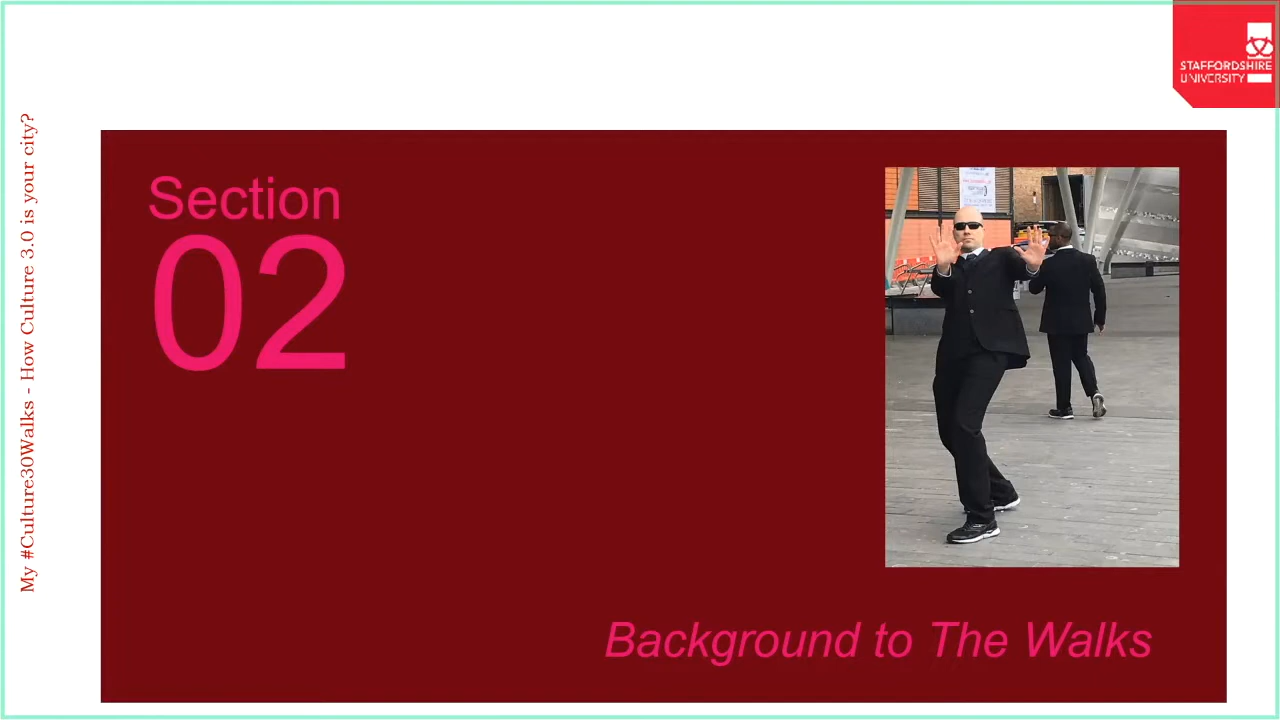 STAFFORDSHIRE
UNIVERSITY
My #Culture30Walks - How Culture 3.0 is your city?
Section
02
Background to The Walks